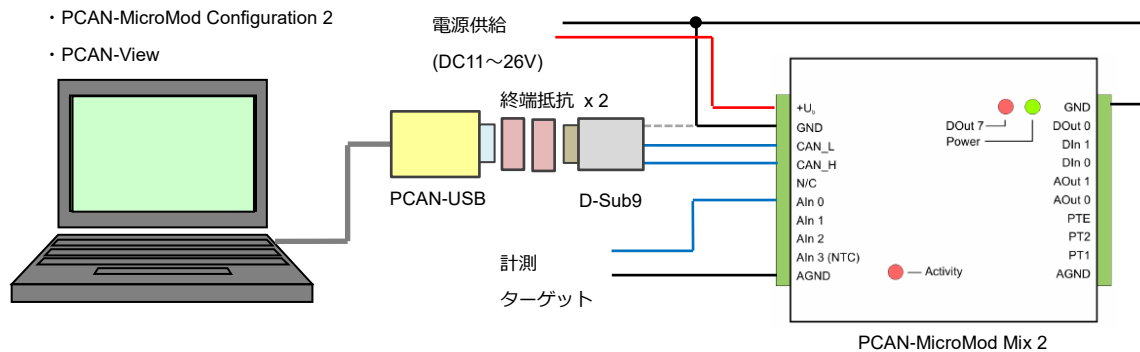 ・PCAN-MicroMod Configuration 2
・PCAN-View
電源供給
(DC11～26V)
終端抵抗 x 2
PCAN-USB
D-Sub9
計測
ターゲット
+Ub
GND
CAN_L
CAN_H
N/C
AIn 0
AIn 1
AIn 2
AIn 3 (NTC)
AGND
DOut 7
Power
Activity
GND
DOut 0
DIn 1
DIn 0
AOut 1
AOut 0
PTE
PT2
PT1
AGND
PCAN-MicroMod Mix 2